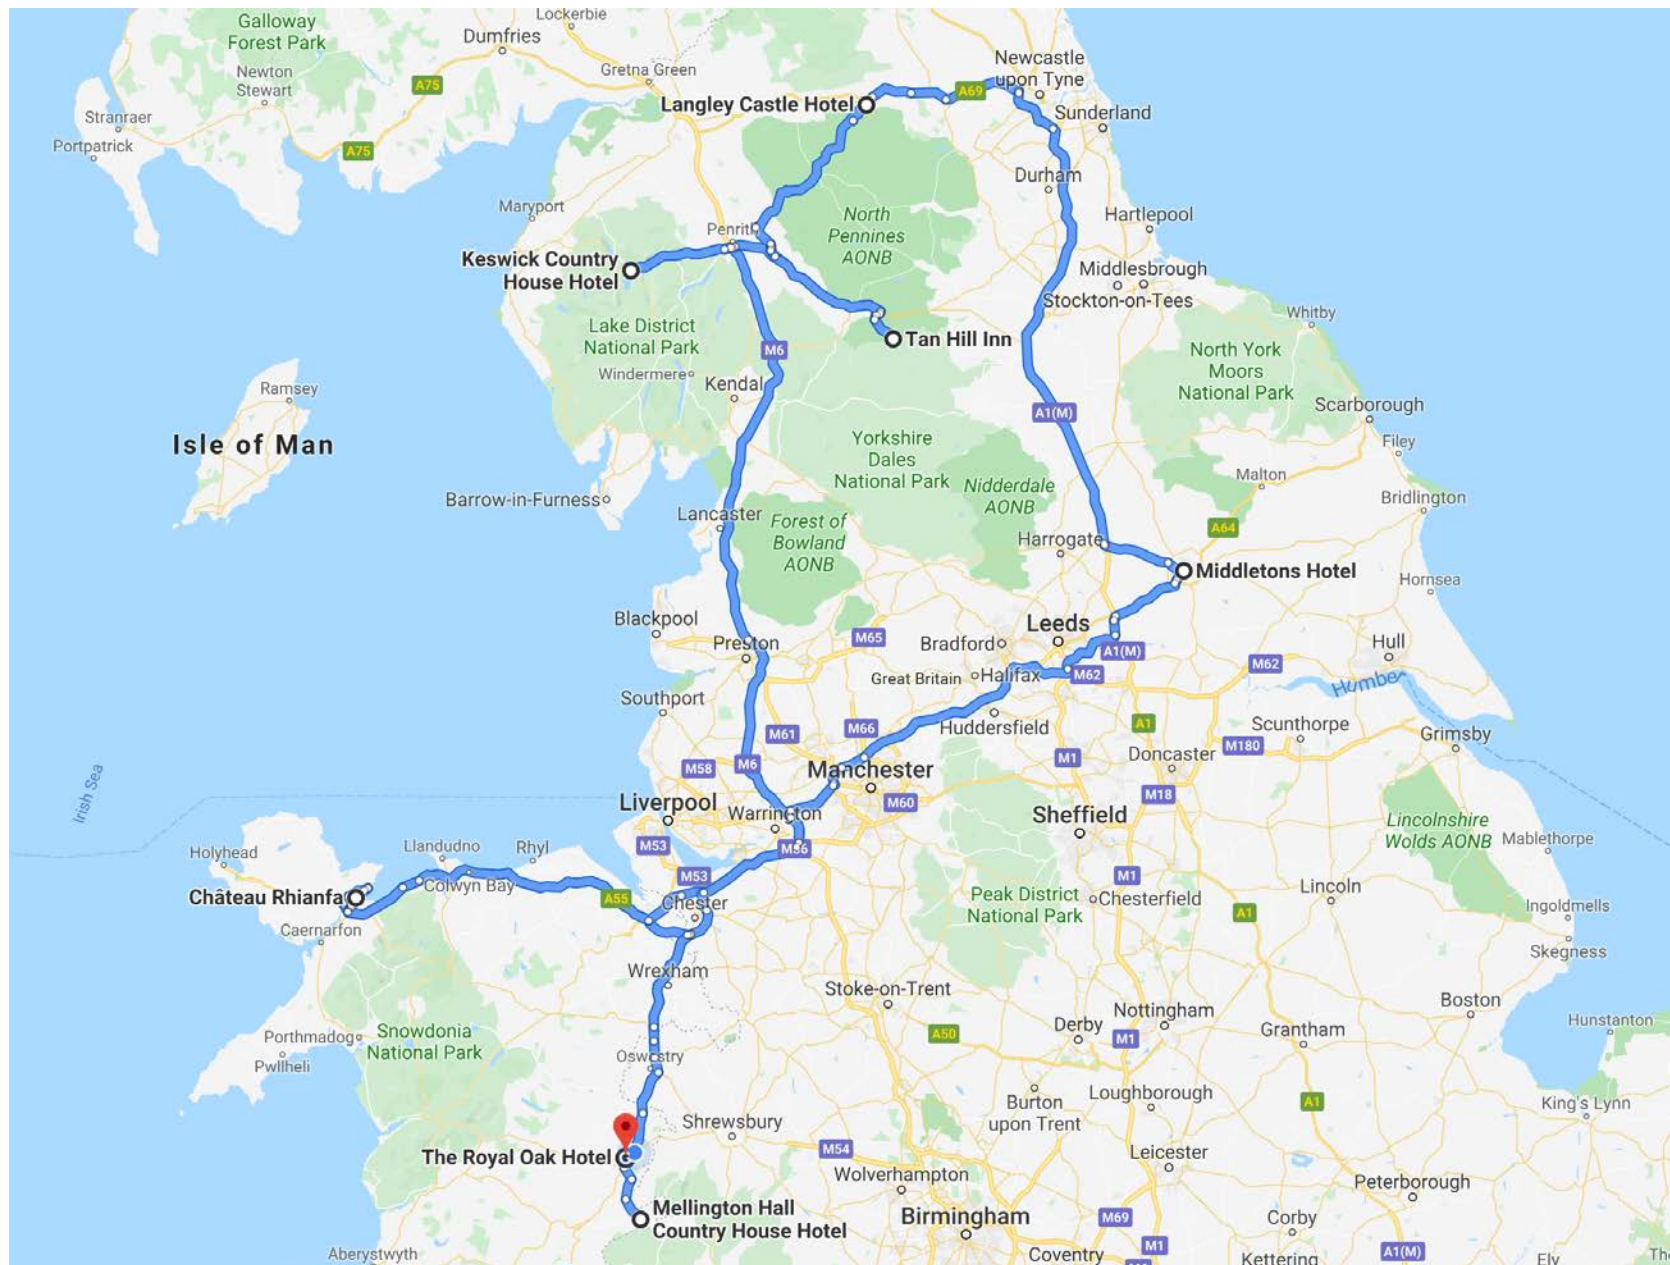 Galloway
Forest Park
Lockerbie
Dumfries
Newton
Stewart
A75
Gretna Green
Newcastle
upon Tyne
Langley Castle Hotel
A69
Stranraer
Sunderland
Portpatrick
A75
Durham
Maryport
Hartlepool
North
Pennines
AONB
Penrith
Keswick Country
House Hotel
Middlesbrough
Stockton-on-Tees
Whitby
Lake District
National Park
Tan Hill Inn
M6
North York
Moors
National Park
Windermere
Kendal
Ramsey
A1(M)
Scarborough
Isle of Man
Yorkshire
Dales
National Park
Filey
Malton
Nidderdale
AONB
Barrow-in-Furness
Bridlington
Lancaster
Forest of
Bowland
AONB
A64
Harrogate
Middletons Hotel
Hornsea
Blackpool
Leeds
Preston
M65
Bradford
A1(M)
Hull
M62
Great Britain
Halifax
M62
Humber
Southport
M61
M66
Huddersfield
A1
Scunthorpe
Grimsby
M180
M58
M6
M1
Doncaster
Irish Sea
Manchester
M18
Liverpool
Warrington
M60
Sheffield
Lincolnshire
Wolds AONB
Mablethorpe
Holyhead
Llandudno
Rhyl
M53
M56
Colwyn Bay
M53
M1
Château Rhianfa
A55
Chester
Peak District
National Park
Chesterfield
Lincoln
A1
Ingoldmells
Caernarfon
Skegness
Wrexham
Stoke-on-Trent
Nottingham
Boston
Porthmadog
Snowdonia
National Park
A50
Derby
M1
Grantham
Hunstanton
Pwllheli
Oswestry
Burton
upon Trent
Loughborough
A1
King's Lynn
Shrewsbury
The Royal Oak Hotel
M54
Leicester
Wolverhampton
Peterborough
Mellington Hall
Country House Hotel
Birmingham
M69
Corby
Aberystwyth
Coventry
M1
Kettering
A1(M)
Ely